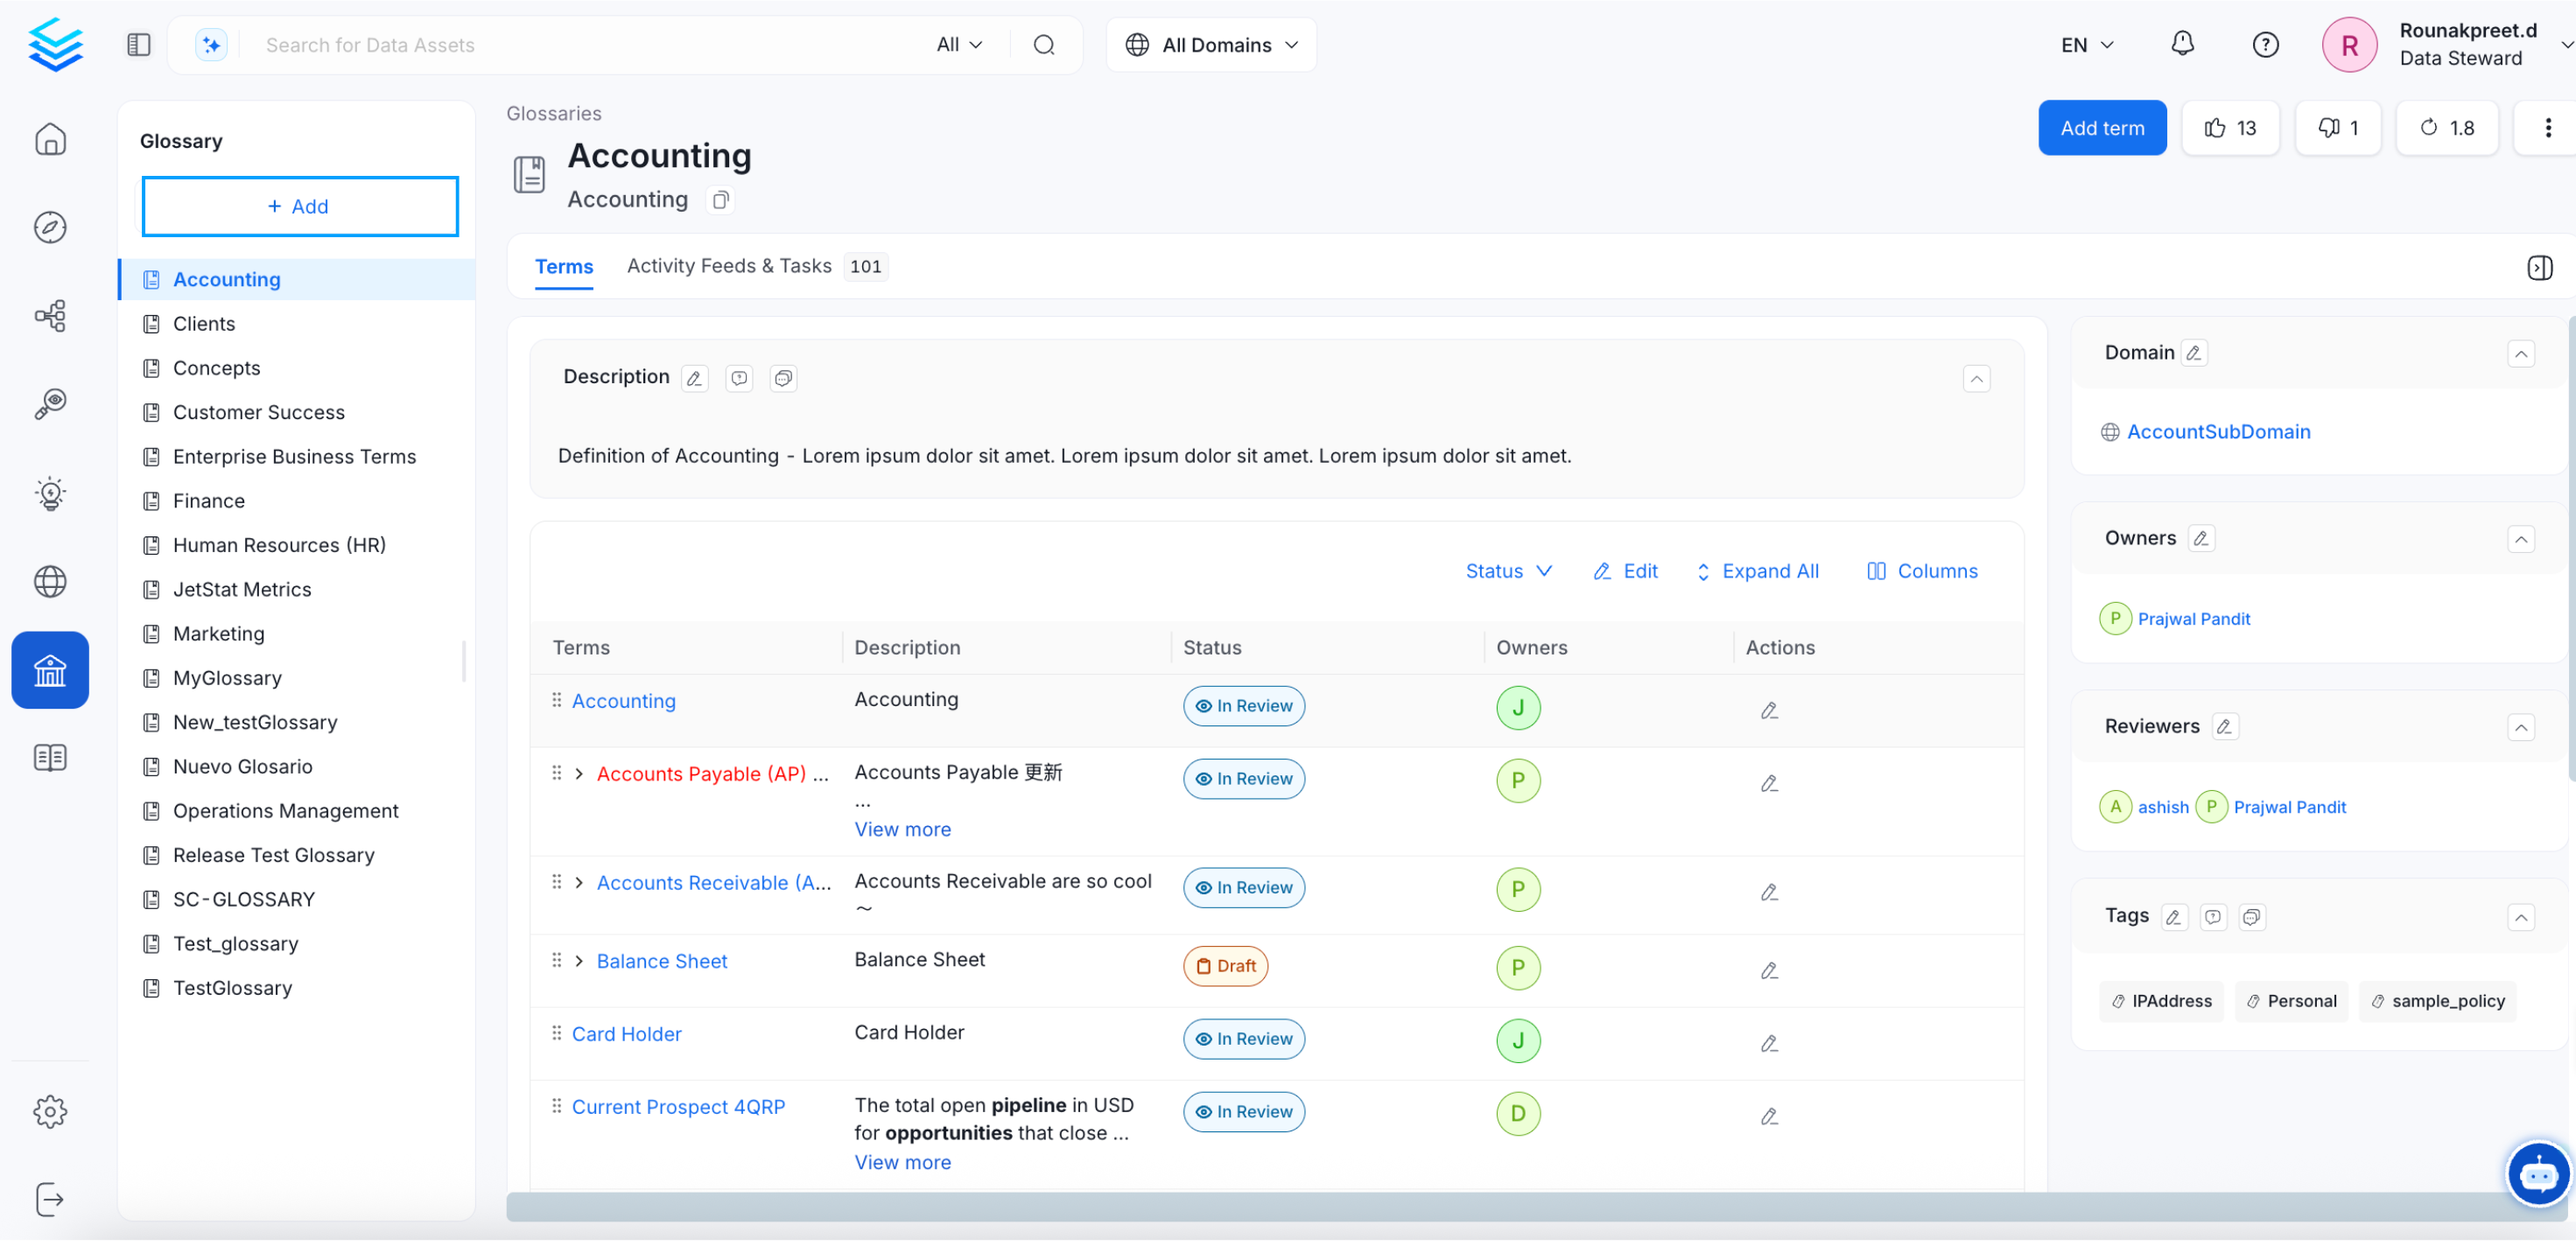 Search for Data Assets
All
All Domains
EN
R
Rounakpreet.d
Data Steward
Glossary
+ Add
Accounting
Clients
Concepts
Customer Success
Enterprise Business Terms
Finance
Human Resources (HR)
JetStat Metrics
Marketing
MyGlossary
New_testGlossary
Nuevo Glosario
Operations Management
Release Test Glossary
SC-GLOSSARY
Test_glossary
TestGlossary
Glossaries
Accounting
Accounting
Add term
13
1
1.8
Terms
Activity Feeds & Tasks 101
Description
Definition of Accounting - Lorem ipsum dolor sit amet. Lorem ipsum dolor sit amet. Lorem ipsum dolor sit amet.
Status
Edit
Expand All
Columns
Terms Description Status Owners Actions
Accounting Accounting In Review J
Accounts Payable (AP) ... Accounts Payable 更新 In Review P
...
View more
Accounts Receivable (A... Accounts Receivable are so cool In Review P
~
Balance Sheet Balance Sheet Draft P
Card Holder Card Holder In Review J
Current Prospect 4QRP The total open pipeline in USD In Review D
for opportunities that close ...
View more
Domain
AccountSubDomain
Owners
P Prajwal Pandit
Reviewers
A ashish P Prajwal Pandit
Tags
IPAddress Personal sample_policy